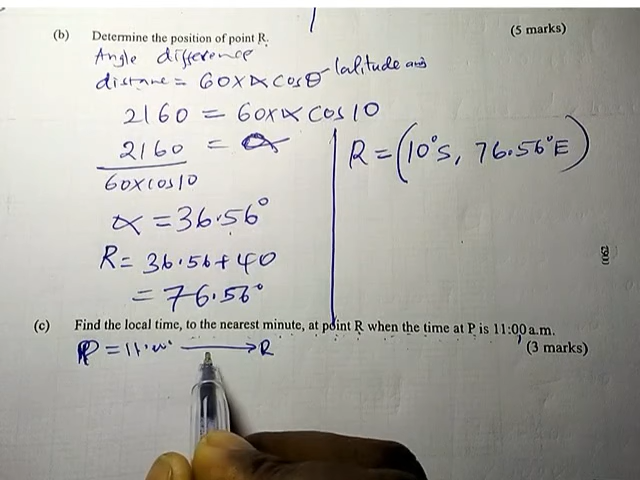 (b) Determine the position of point R. (5 marks)
Angle difference
distane = 60×α cosθ - latitude
2160 = 60×α cos 10
2160 = α
60×cos10
α = 36.56°
R = 36.56 + 40
= 76.56°
R = (10°S, 76.56°E)
(c) Find the local time, to the nearest minute, at point R when the time at P is 11:00 a.m.
(3 marks)
P = 11.00 → R